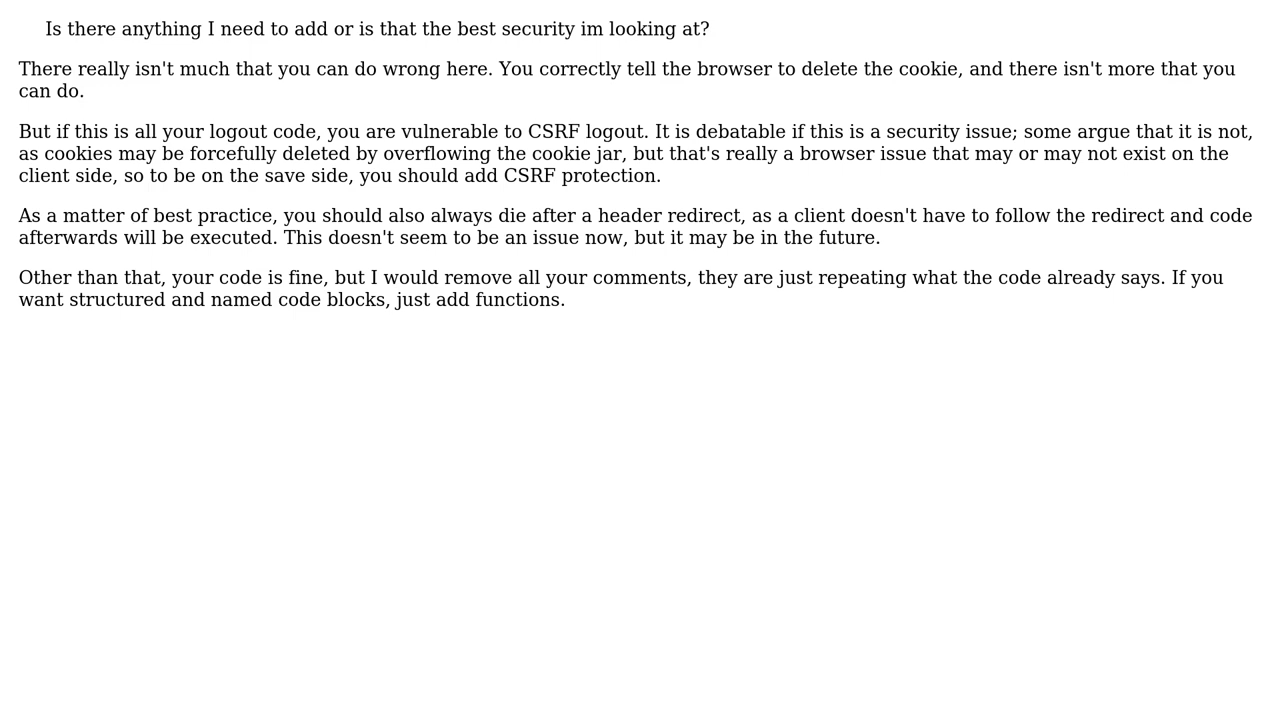 Is there anything I need to add or is that the best security im looking at?
There really isn't much that you can do wrong here. You correctly tell the browser to delete the cookie, and there isn't more that you
can do.
But if this is all your logout code, you are vulnerable to CSRF logout. It is debatable if this is a security issue; some argue that it is not,
as cookies may be forcefully deleted by overflowing the cookie jar, but that's really a browser issue that may or may not exist on the
client side, so to be on the save side, you should add CSRF protection.
As a matter of best practice, you should also always die after a header redirect, as a client doesn't have to follow the redirect and code
afterwards will be executed. This doesn't seem to be an issue now, but it may be in the future.
Other than that, your code is fine, but I would remove all your comments, they are just repeating what the code already says. If you
want structured and named code blocks, just add functions.